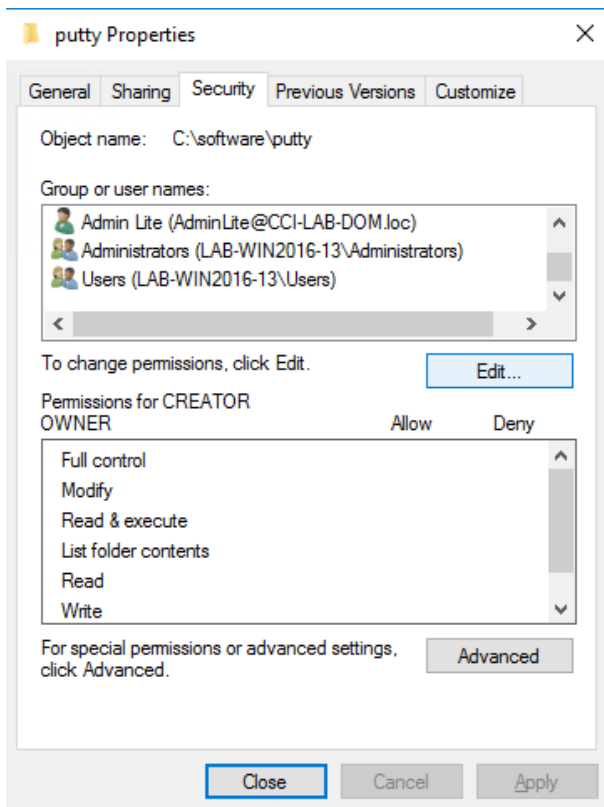 putty Properties
General Sharing Security Previous Versions Customize
Object name: C:\software\putty
Group or user names:
Admin Lite (AdminLite@CCI-LAB-DOM.loc)
Administrators (LAB-WIN2016-13\Administrators)
Users (LAB-WIN2016-13\Users)
To change permissions, click Edit.
Edit...
Permissions for CREATOR
OWNER Allow Deny
Full control
Modify
Read & execute
List folder contents
Read
Write
For special permissions or advanced settings,
click Advanced.
Advanced
Close Cancel Apply